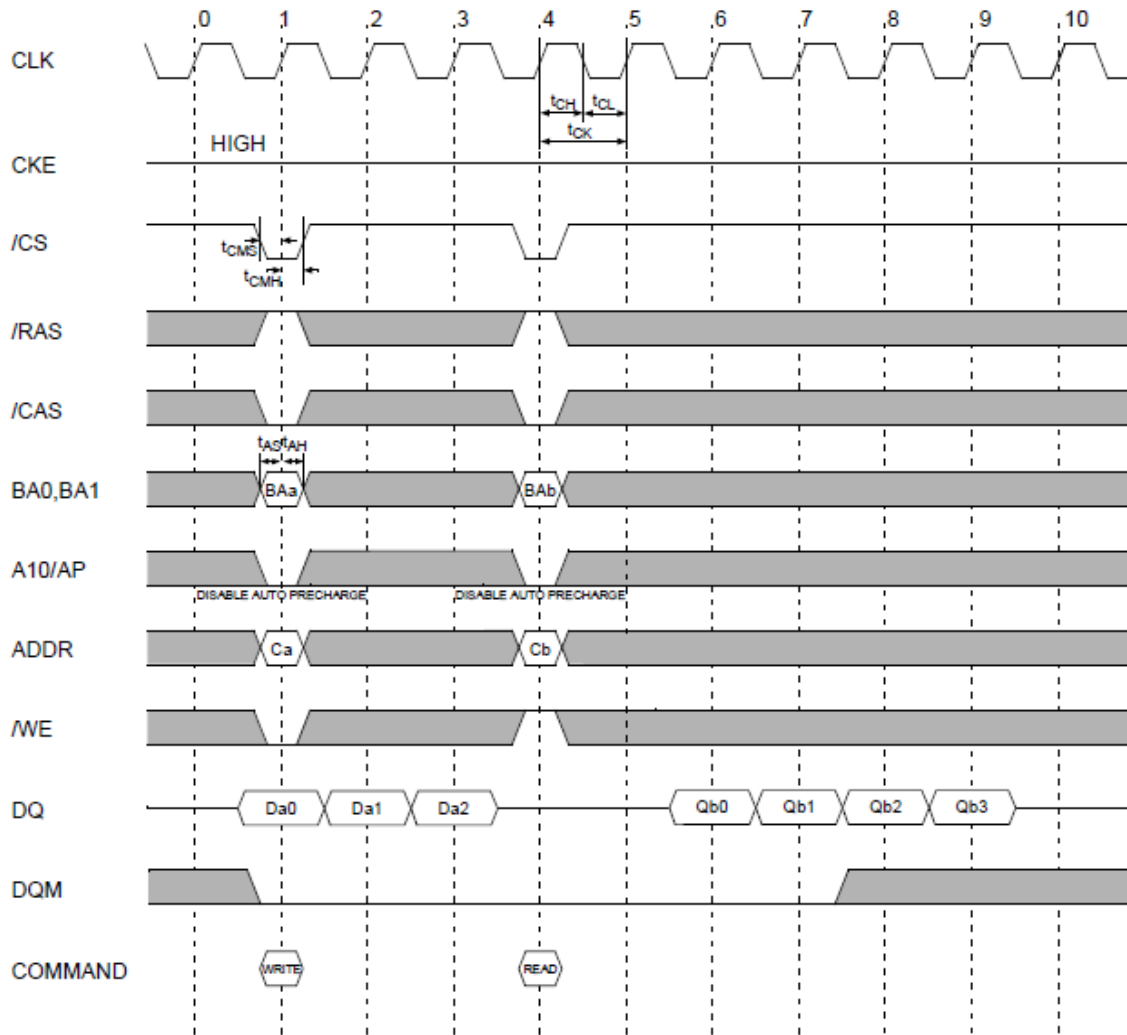 0 1 2 3 4 5 6 7 8 9 10
CLK
tCH tCL
tCK
HIGH
CKE
/CS
tCMS
tCMH
/RAS
/CAS
tAS tAH
BA0,BA1 BAa BAb
A10/AP
DISABLE AUTO PRECHARGE DISABLE AUTO PRECHARGE
ADDR Ca Cb
/WE
DQ Da0 Da1 Da2 Qb0 Qb1 Qb2 Qb3
DQM
COMMAND WRITE READ